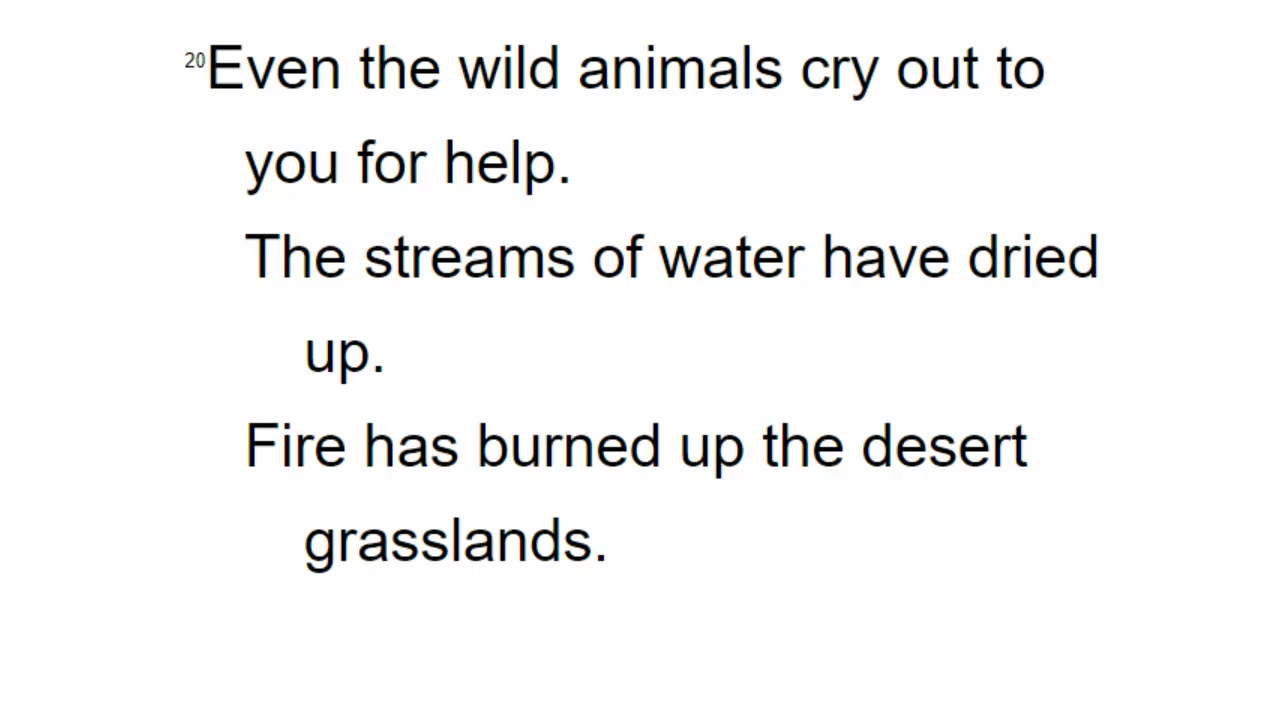 20Even the wild animals cry out to
you for help.
The streams of water have dried
up.
Fire has burned up the desert
grasslands.